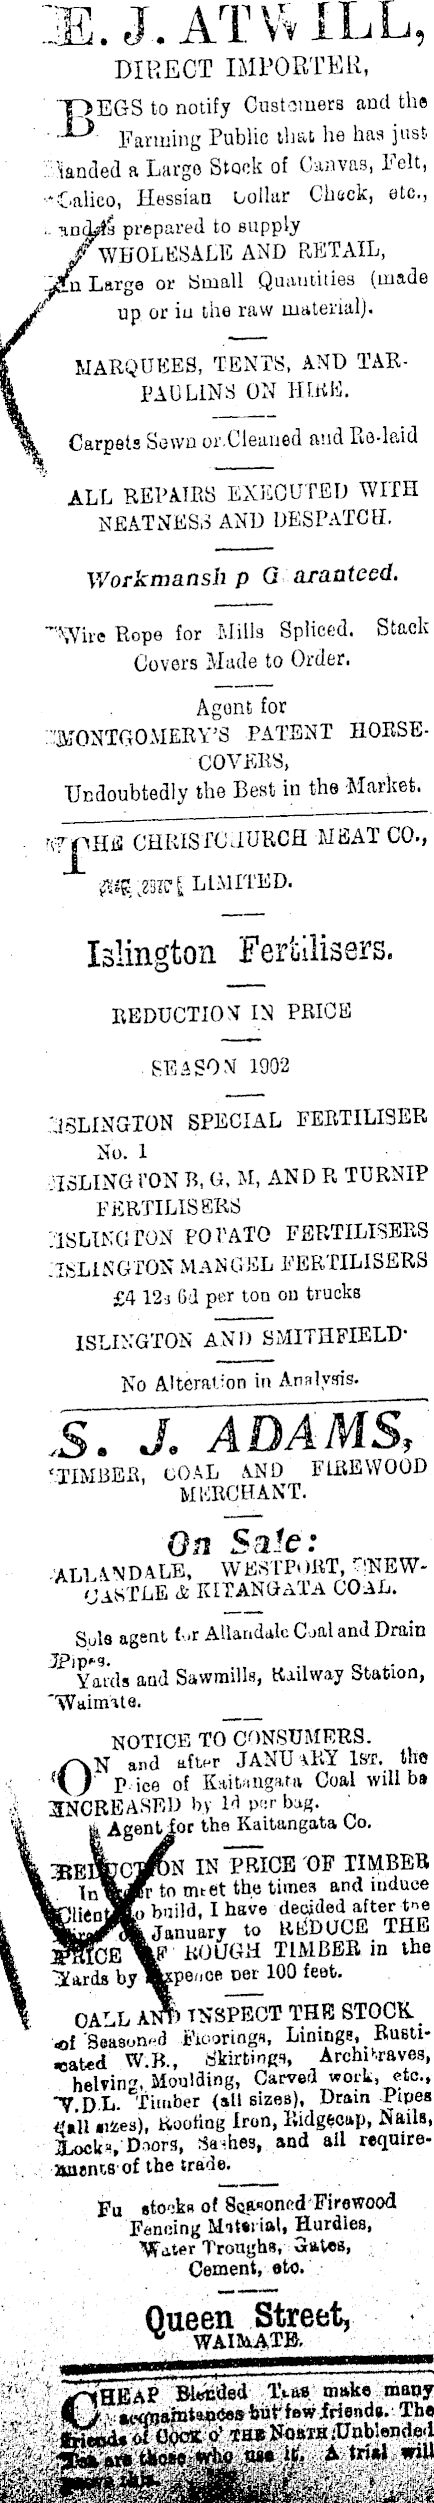 E. J. ATWILL,
DIRECT IMPORTER,
BEGS to notify Customers and the
Farming Public that he has just
landed a Large Stock of Canvas, Felt,
Calico, Hessian Collar Check, etc.,
and is prepared to supply
WHOLESALE AND RETAIL,
In Large or Small Quantities (made
up or in the raw material).
MARQUEES, TENTS, AND TAR-
PAULINS ON HIRE.
Carpets Sewn or Cleaned and Re-laid
ALL REPAIRS EXECUTED WITH
NEATNESS AND DESPATCH.
Workmansh p G aranteed.
Wire Rope for Mills Spliced. Stack
Covers Made to Order.
Agent for
MONTGOMERY'S PATENT HORSE-
COVERS,
Undoubtedly the Best in the Market.
THE CHRISTCHURCH MEAT CO.,
LIMITED.
Islington Fertilisers.
REDUCTION IN PRICE
SEASON 1902
ISLINGTON SPECIAL FERTILISER
No. 1
ISLINGTON B, G, M, AND R TURNIP
FERTILISERS
ISLINGTON POTATO FERTILISERS
ISLINGTON MANGEL FERTILISERS
£4 12s 6d per ton on trucks
ISLINGTON AND SMITHFIELD
No Alteration in Analysis.
S. J. ADAMS,
TIMBER, COAL AND FIREWOOD
MERCHANT.
On Sale:
ALLANDALE, WESTPORT, NEW-
CASTLE & KITANGATA COAL.
Sole agent for Allandale Coal and Drain
Pipes.
Yards and Sawmills, Railway Station,
Waimate.
NOTICE TO CONSUMERS.
ON and after JANUARY 1ST. the
Price of Kaitangata Coal will be
INCREASED by 1d per bag.
Agent for the Kaitangata Co.
REDUCTION IN PRICE OF TIMBER
In order to meet the times and induce
Clients to build, I have decided after the
January to REDUCE THE
PRICE OF ROUGH TIMBER in the
Yards by per 100 feet.
CALL AND INSPECT THE STOCK
of Seasoned Floorings, Linings, Rusti-
cated W.B., Skirtings, Architraves,
helving, Moulding, Carved work, etc.,
V.D.L. Timber (all sizes), Drain Pipes
(all sizes), Roofing Iron, Ridgecap, Nails,
Locks, Doors, Sashes, and all require-
ments of the trade.
Fu stocks of Seasoned Firewood
Fencing Material, Hurdles,
Water Troughs, Gates,
Cement, etc.
Queen Street,
WAIMATE.
CHEAP Blended Teas make many
acquaintances but few friends. The
friends of COCK O' THE NORTH Unblended
Tea are those who use it. A trial will
prove this.